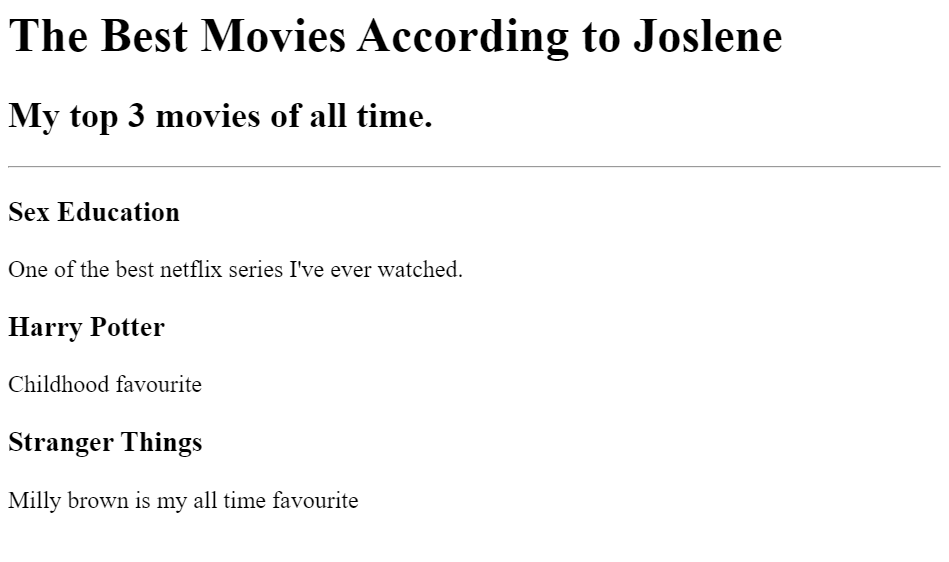 The Best Movies According to Joslene
My top 3 movies of all time.
Sex Education
One of the best netflix series I've ever watched.
Harry Potter
Childhood favourite
Stranger Things
Milly brown is my all time favourite